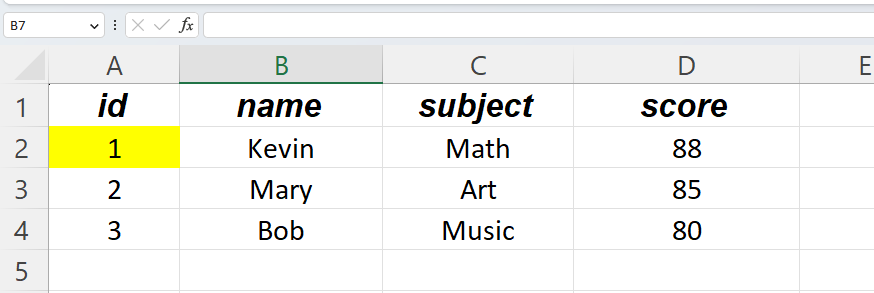 B7 fx
A B C D E
1 id name subject score
2 1 Kevin Math 88
3 2 Mary Art 85
4 3 Bob Music 80
5